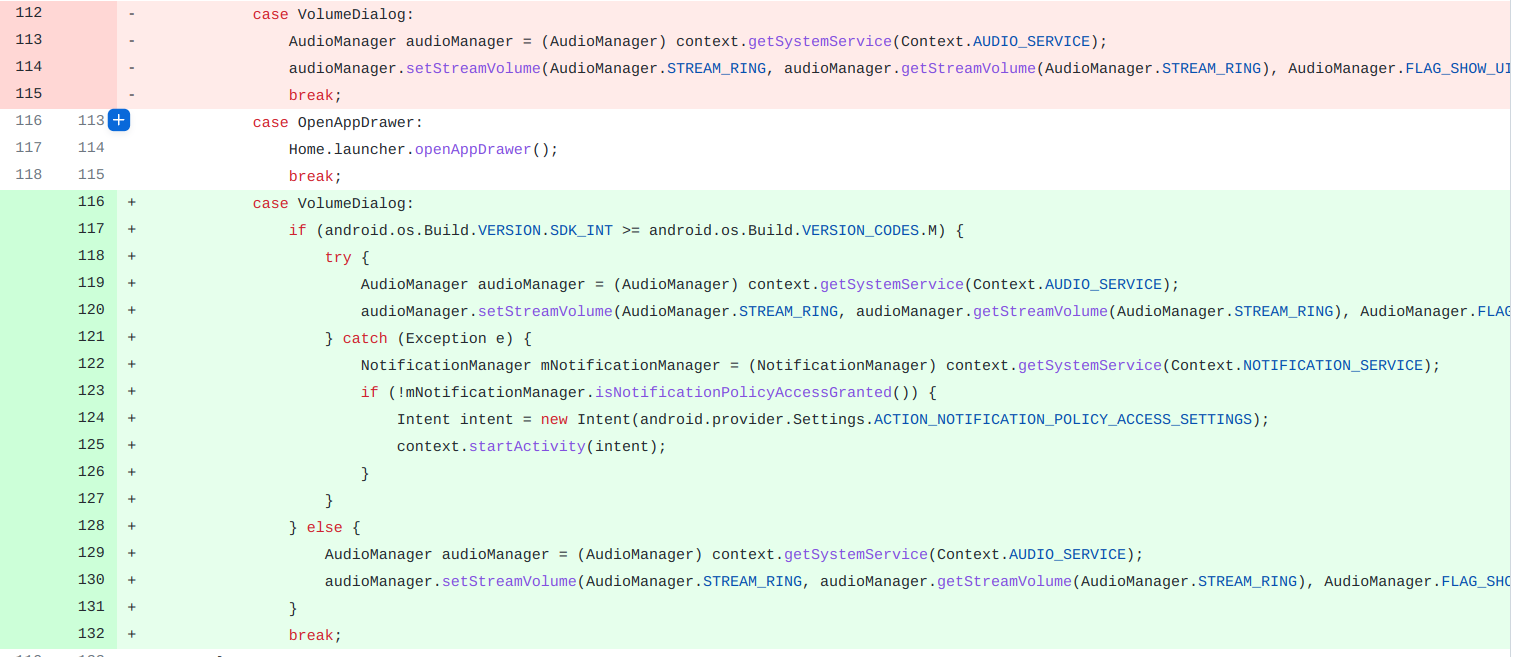 112 - case VolumeDialog:
113 - AudioManager audioManager = (AudioManager) context.getSystemService(Context.AUDIO_SERVICE);
114 - audioManager.setStreamVolume(AudioManager.STREAM_RING, audioManager.getStreamVolume(AudioManager.STREAM_RING), AudioManager.FLAG_SHOW_UI
115 - break;
116 113 + case OpenAppDrawer:
117 114 Home.launcher.openAppDrawer();
118 115 break;
116 + case VolumeDialog:
117 + if (android.os.Build.VERSION.SDK_INT >= android.os.Build.VERSION_CODES.M) {
118 + try {
119 + AudioManager audioManager = (AudioManager) context.getSystemService(Context.AUDIO_SERVICE);
120 + audioManager.setStreamVolume(AudioManager.STREAM_RING, audioManager.getStreamVolume(AudioManager.STREAM_RING), AudioManager.FLAG
121 + } catch (Exception e) {
122 + NotificationManager mNotificationManager = (NotificationManager) context.getSystemService(Context.NOTIFICATION_SERVICE);
123 + if (!mNotificationManager.isNotificationPolicyAccessGranted()) {
124 + Intent intent = new Intent(android.provider.Settings.ACTION_NOTIFICATION_POLICY_ACCESS_SETTINGS);
125 + context.startActivity(intent);
126 + }
127 + }
128 + } else {
129 + AudioManager audioManager = (AudioManager) context.getSystemService(Context.AUDIO_SERVICE);
130 + audioManager.setStreamVolume(AudioManager.STREAM_RING, audioManager.getStreamVolume(AudioManager.STREAM_RING), AudioManager.FLAG_SHO
131 + }
132 + break;